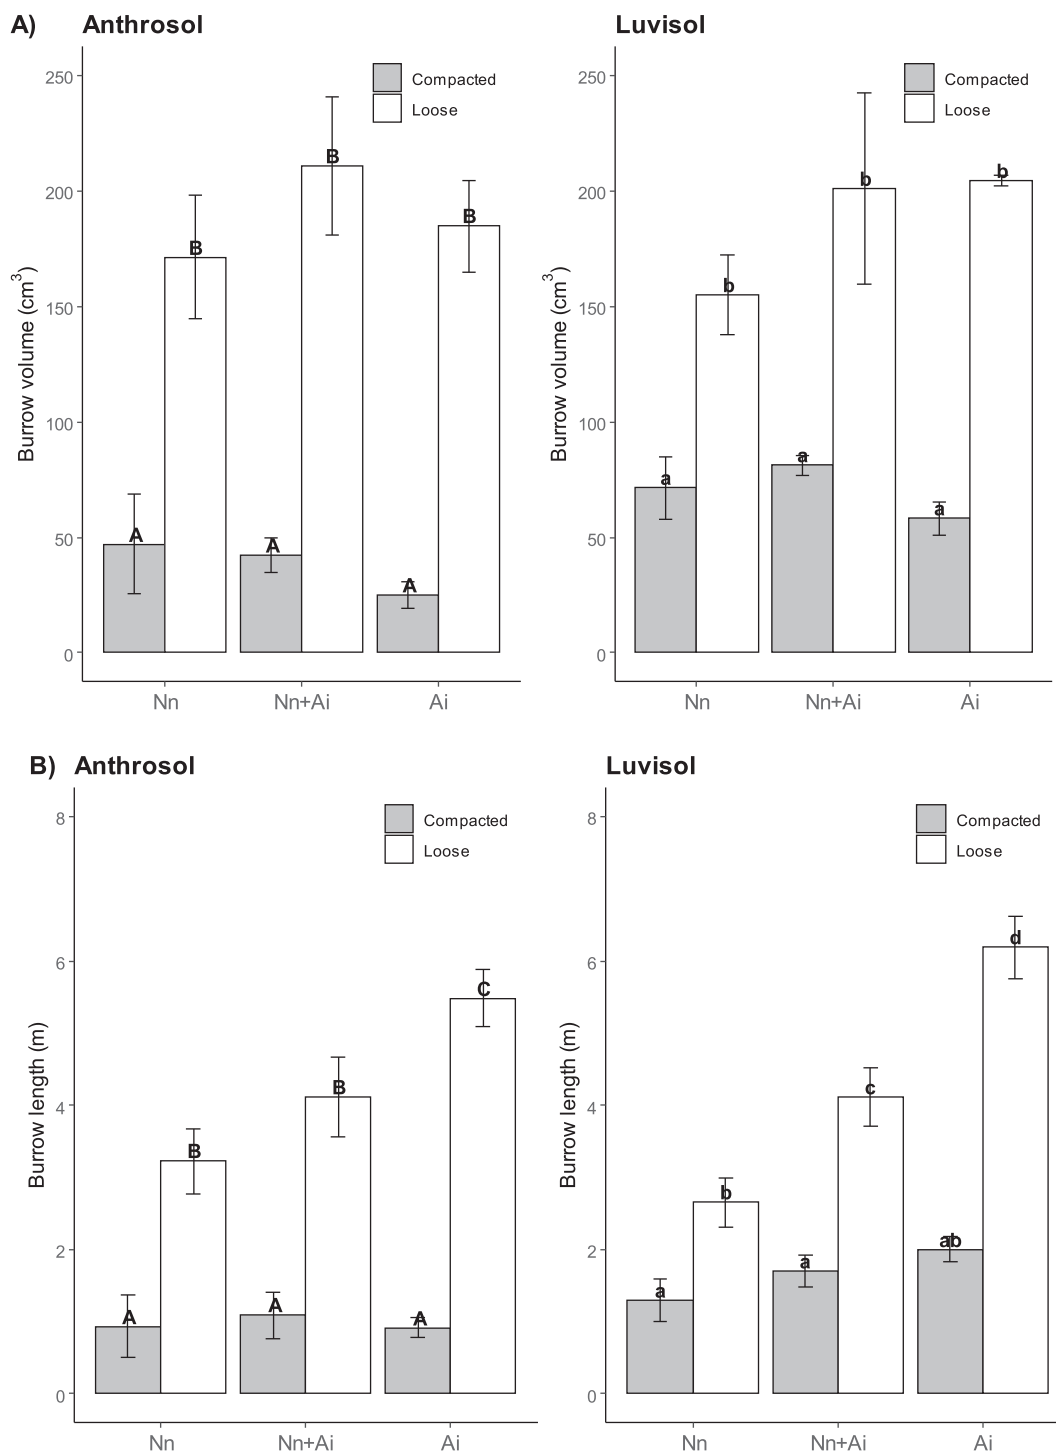 A) Anthrosol
Luvisol
Burrow volume (cm³)
250
200
150
100
50
0
Compacted
Loose
A
B
A
B
A
B
Nn
Nn+Ai
Ai
Burrow volume (cm³)
250
200
150
100
50
0
Compacted
Loose
a
b
a
b
a
b
Nn
Nn+Ai
Ai
B) Anthrosol
Luvisol
Burrow length (m)
8
6
4
2
0
Compacted
Loose
A
B
A
B
A
C
Nn
Nn+Ai
Ai
Burrow length (m)
8
6
4
2
0
Compacted
Loose
a
b
a
c
ab
d
Nn
Nn+Ai
Ai